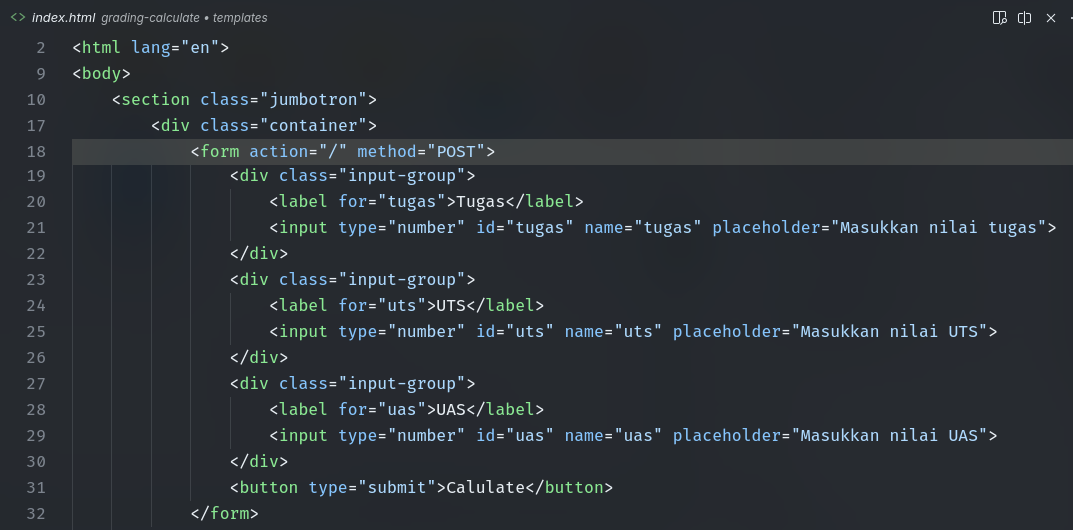 <> index.html grading-calculate • templates
2 <html lang="en">
9 <body>
10 <section class="jumbotron">
17 <div class="container">
18 <form action="/" method="POST">
19 <div class="input-group">
20 <label for="tugas">Tugas</label>
21 <input type="number" id="tugas" name="tugas" placeholder="Masukkan nilai tugas">
22 </div>
23 <div class="input-group">
24 <label for="uts">UTS</label>
25 <input type="number" id="uts" name="uts" placeholder="Masukkan nilai UTS">
26 </div>
27 <div class="input-group">
28 <label for="uas">UAS</label>
29 <input type="number" id="uas" name="uas" placeholder="Masukkan nilai UAS">
30 </div>
31 <button type="submit">Calulate</button>
32 </form>